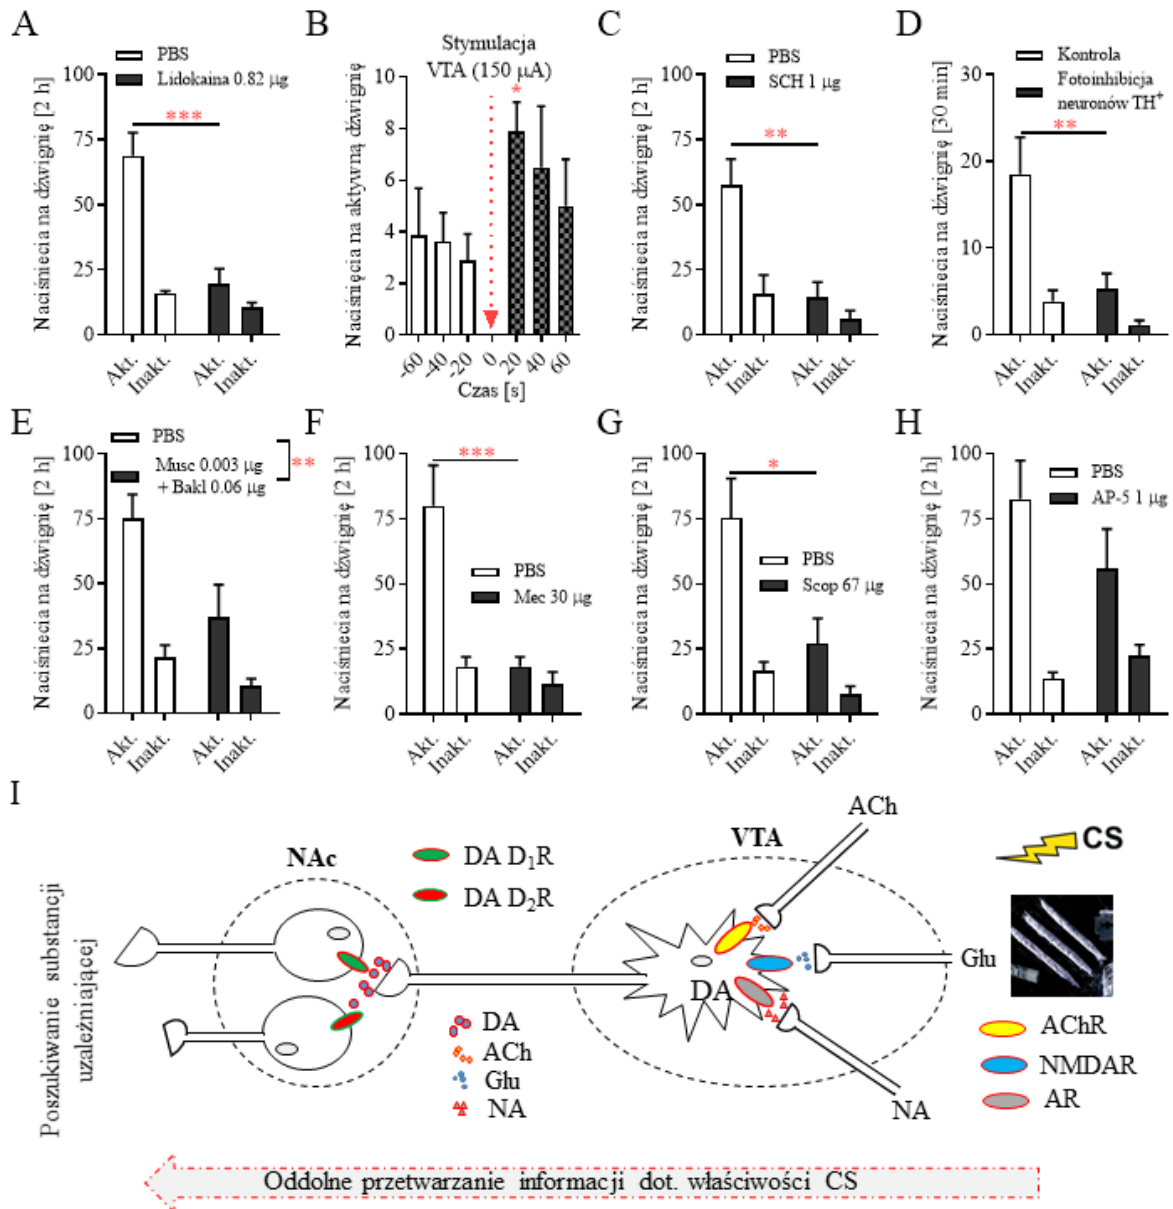 A
PBS
Lidokaina 0.82 µg
Naciśniecia na dźwignię [2 h]
100
75
50
25
0
***
Akt.
Inakt.
Akt.
Inakt.
B
Stymulacja
VTA (150 µA)
Naciśnięcia na aktywną dźwignię
10
8
6
4
2
0
*
-60
-40
-20
0
20
40
60
Czas [s]
C
PBS
SCH 1 µg
Naciśniecia na dźwignię [2 h]
100
75
50
25
0
**
Akt.
Inakt.
Akt.
Inakt.
D
Kontrola
Fotoinhibicja
neuronów TH+
Naciśniecia na dźwignię [30 min]
30
20
10
0
**
Akt.
Inakt.
Akt.
Inakt.
E
PBS
Musc 0.003 µg
+ Bakl 0.06 µg
**
Naciśniecia na dźwignię [2 h]
100
75
50
25
0
Akt.
Inakt.
Akt.
Inakt.
F
Naciśniecia na dźwignię [2 h]
100
75
50
25
0
***
PBS
Mec 30 µg
Akt.
Inakt.
Akt.
Inakt.
G
Naciśniecia na dźwignię [2 h]
100
75
50
25
0
*
PBS
Scop 67 µg
Akt.
Inakt.
Akt.
Inakt.
H
Naciśniecia na dźwignię [2 h]
100
75
50
25
0
PBS
AP-5 1 µg
Akt.
Inakt.
Akt.
Inakt.
I
Poszukiwanie substancji
uzależniającej
NAc
DA D1R
DA D2R
DA
ACh
Glu
NA
VTA
DA
ACh
Glu
NA
CS
AChR
NMDAR
AR
Oddolne przetwarzanie informacji dot. właściwości CS